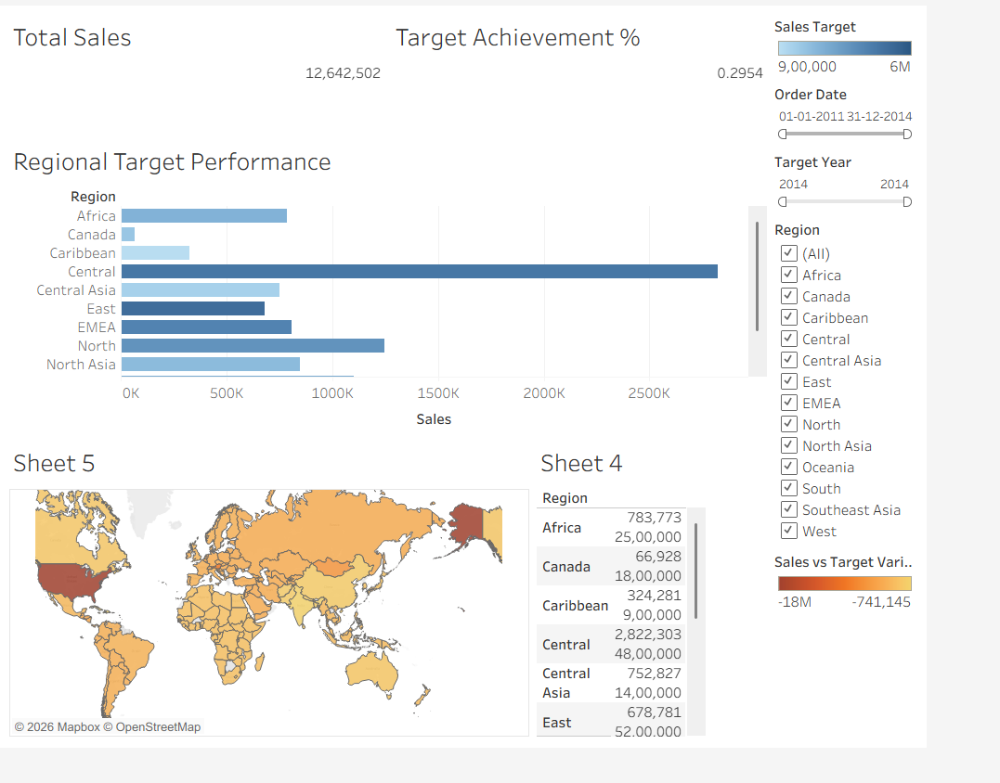 Total Sales
12,642,502
Target Achievement %
0.2954
Regional Target Performance
Region
Africa
Canada
Caribbean
Central
Central Asia
East
EMEA
North
North Asia
0K 500K 1000K 1500K 2000K 2500K
Sales
Sheet 5
© 2026 Mapbox © OpenStreetMap
Sheet 4
Region
Africa 783,773
25,00,000
Canada 66,928
18,00,000
Caribbean 324,281
9,00,000
Central 2,822,303
48,00,000
Central Asia 752,827
14,00,000
East 678,781
52,00,000
Sales Target
9,00,000 6M
Order Date
01-01-2011 31-12-2014
Target Year
2014 2014
Region
(All)
Africa
Canada
Caribbean
Central
Central Asia
East
EMEA
North
North Asia
Oceania
South
Southeast Asia
West
Sales vs Target Vari..
-18M -741,145